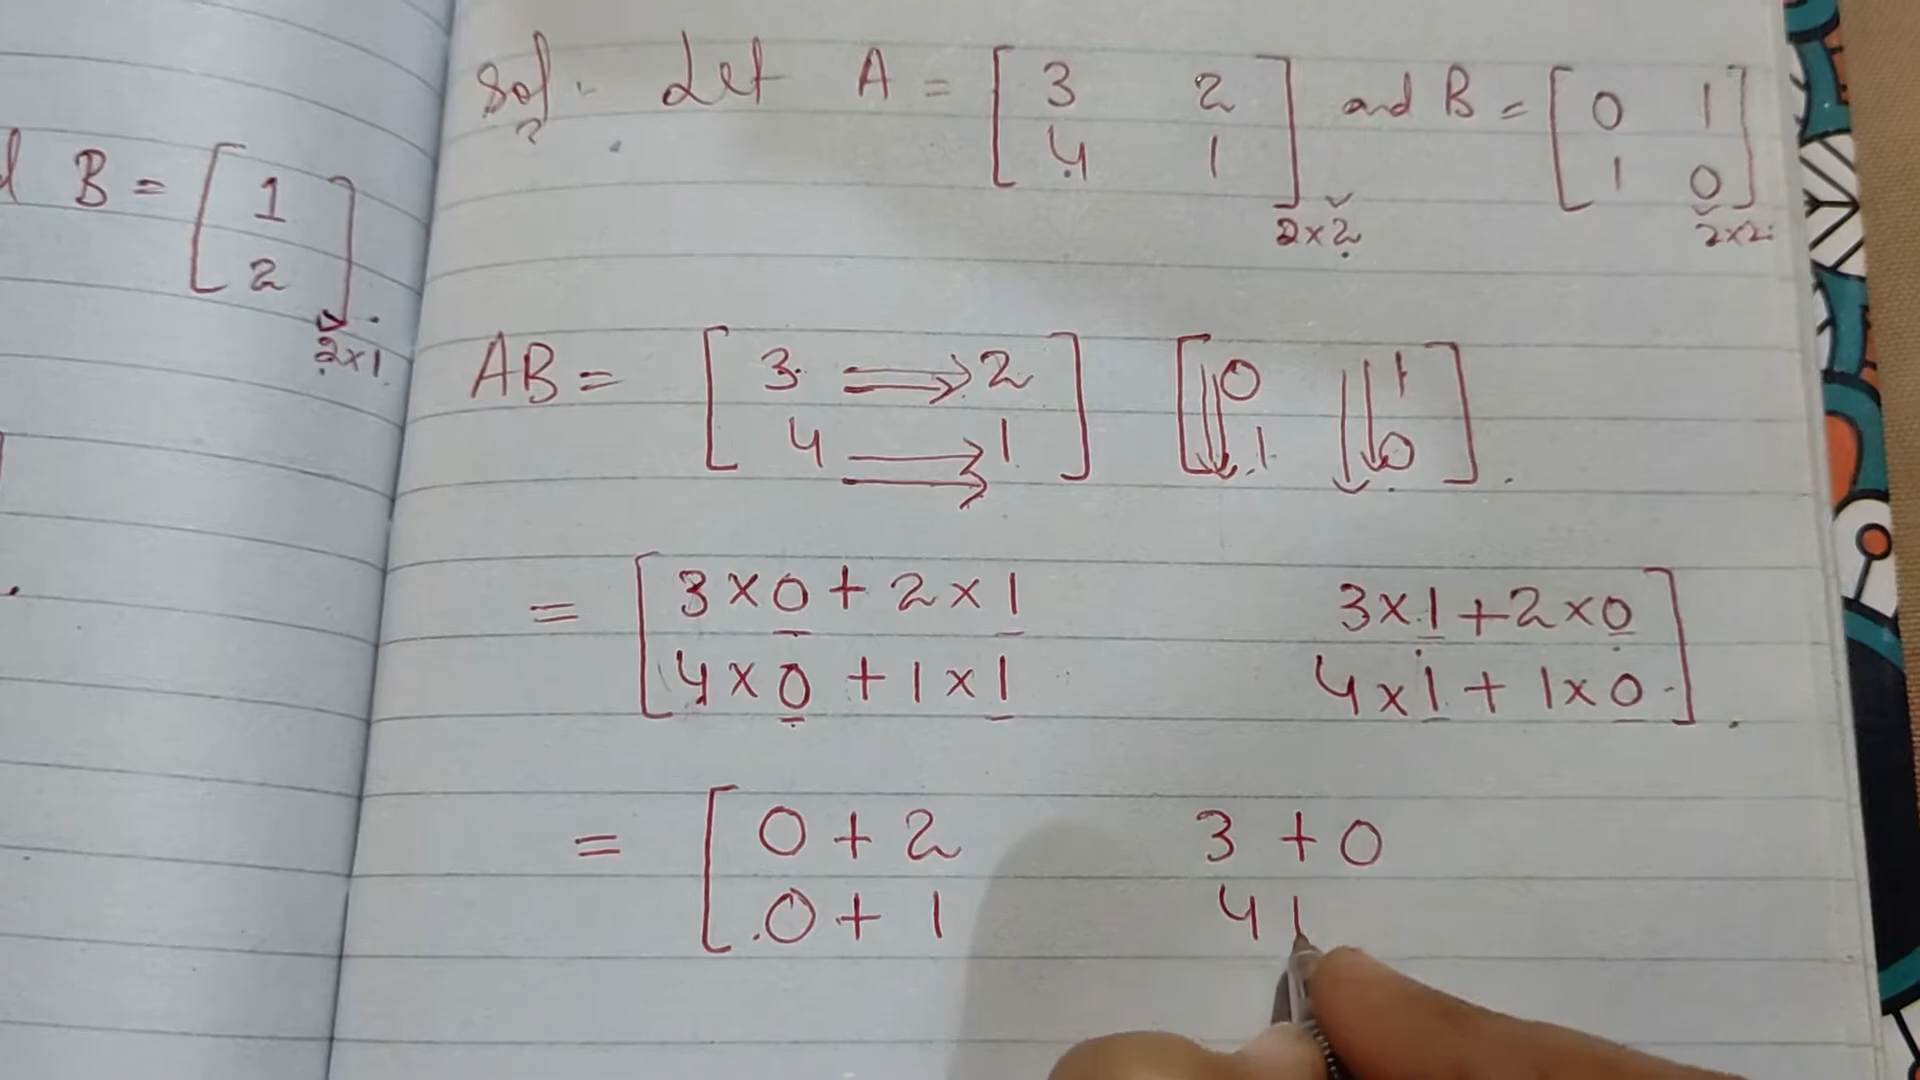 B = [ 1
2 ] 2×1
Sol. Let A = [ 3 2 and B = [ 0 1
4 1 ] 2×2 1 0 ] 2×2
AB = [ 3 ⟹ 2 ] [ 0 1
4 ⟹ 1 1 0 ] .
= [ 3×0 + 2×1 3×1 + 2×0 ]
4×0 + 1×1 4×1 + 1×0 .
= [ 0 + 2 3 + 0
0 + 1 4